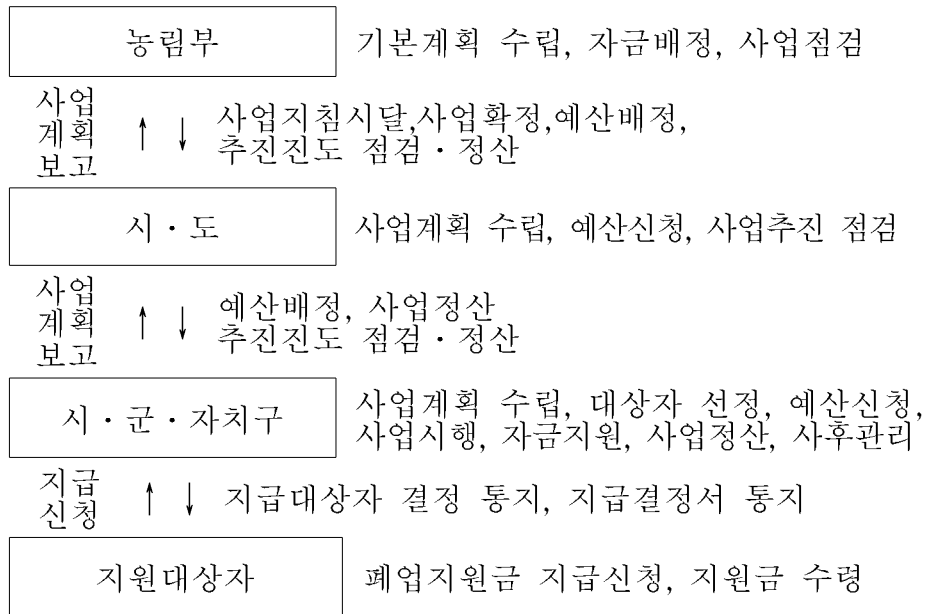 농림부 기본계획 수립, 자금배정, 사업점검
사업
계획
보고
↑ ↓
사업지침시달,사업확정,예산배정,
추진진도 점검·정산
시·도 사업계획 수립, 예산신청, 사업추진 점검
사업
계획
보고
↑ ↓
예산배정, 사업정산
추진진도 점검·정산
시·군·자치구
사업계획 수립, 대상자 선정, 예산신청,
사업시행, 자금지원, 사업정산, 사후관리
지급
신청
↑ ↓ 지급대상자 결정 통지, 지급결정서 통지
지원대상자 폐업지원금 지급신청, 지원금 수령